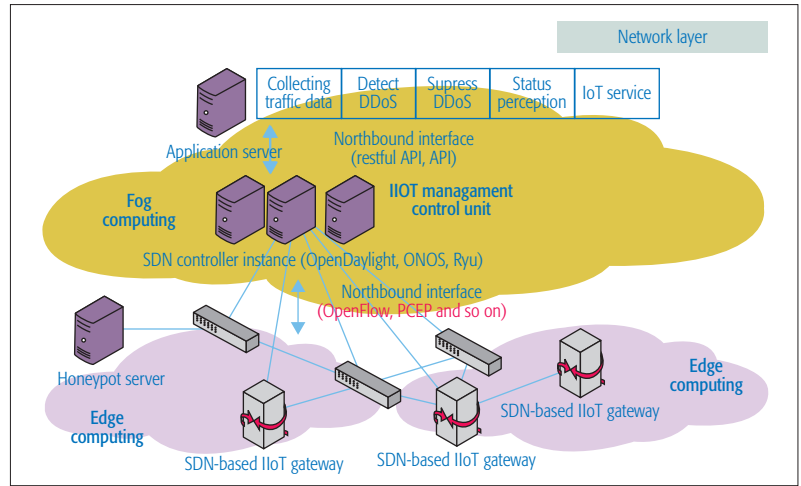 Network layer
Collecting
traffic data
Detect
DDoS
Supress
DDoS
Status
perception
IoT service
Application server
Northbound interface
(restful API, API)
Fog
computing
IIOT managament
control unit
SDN controller instance (OpenDaylight, ONOS, Ryu)
Northbound interface
(OpenFlow, PCEP and so on)
Honeypot server
Edge
computing
SDN-based IIoT gateway
SDN-based IIoT gateway
SDN-based IIoT gateway
Edge
computing